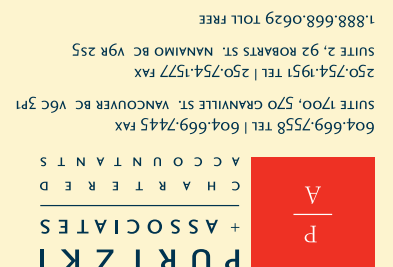 P
A
PURITZKI
+ ASSOCIATES
CHARTERED
ACCOUNTANTS
604.669.7558 TEL | 604.669.7445 FAX
SUITE 1700, 570 GRANVILLE ST. VANCOUVER BC V6C 3P1
250.754.1951 TEL | 250.754.1577 FAX
SUITE 2, 92 ROBARTS ST. NANAIMO BC V9R 2S5
1.888.668.0629 TOLL FREE